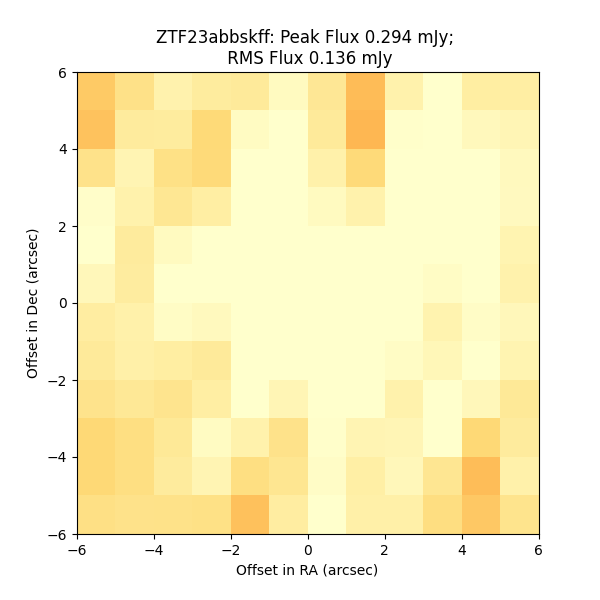 ZTF23abbskff: Peak Flux 0.294 mJy;
RMS Flux 0.136 mJy
6
4
2
0
−2
−4
−6
Offset in Dec (arcsec)
−6 −4 −2 0 2 4 6
Offset in RA (arcsec)